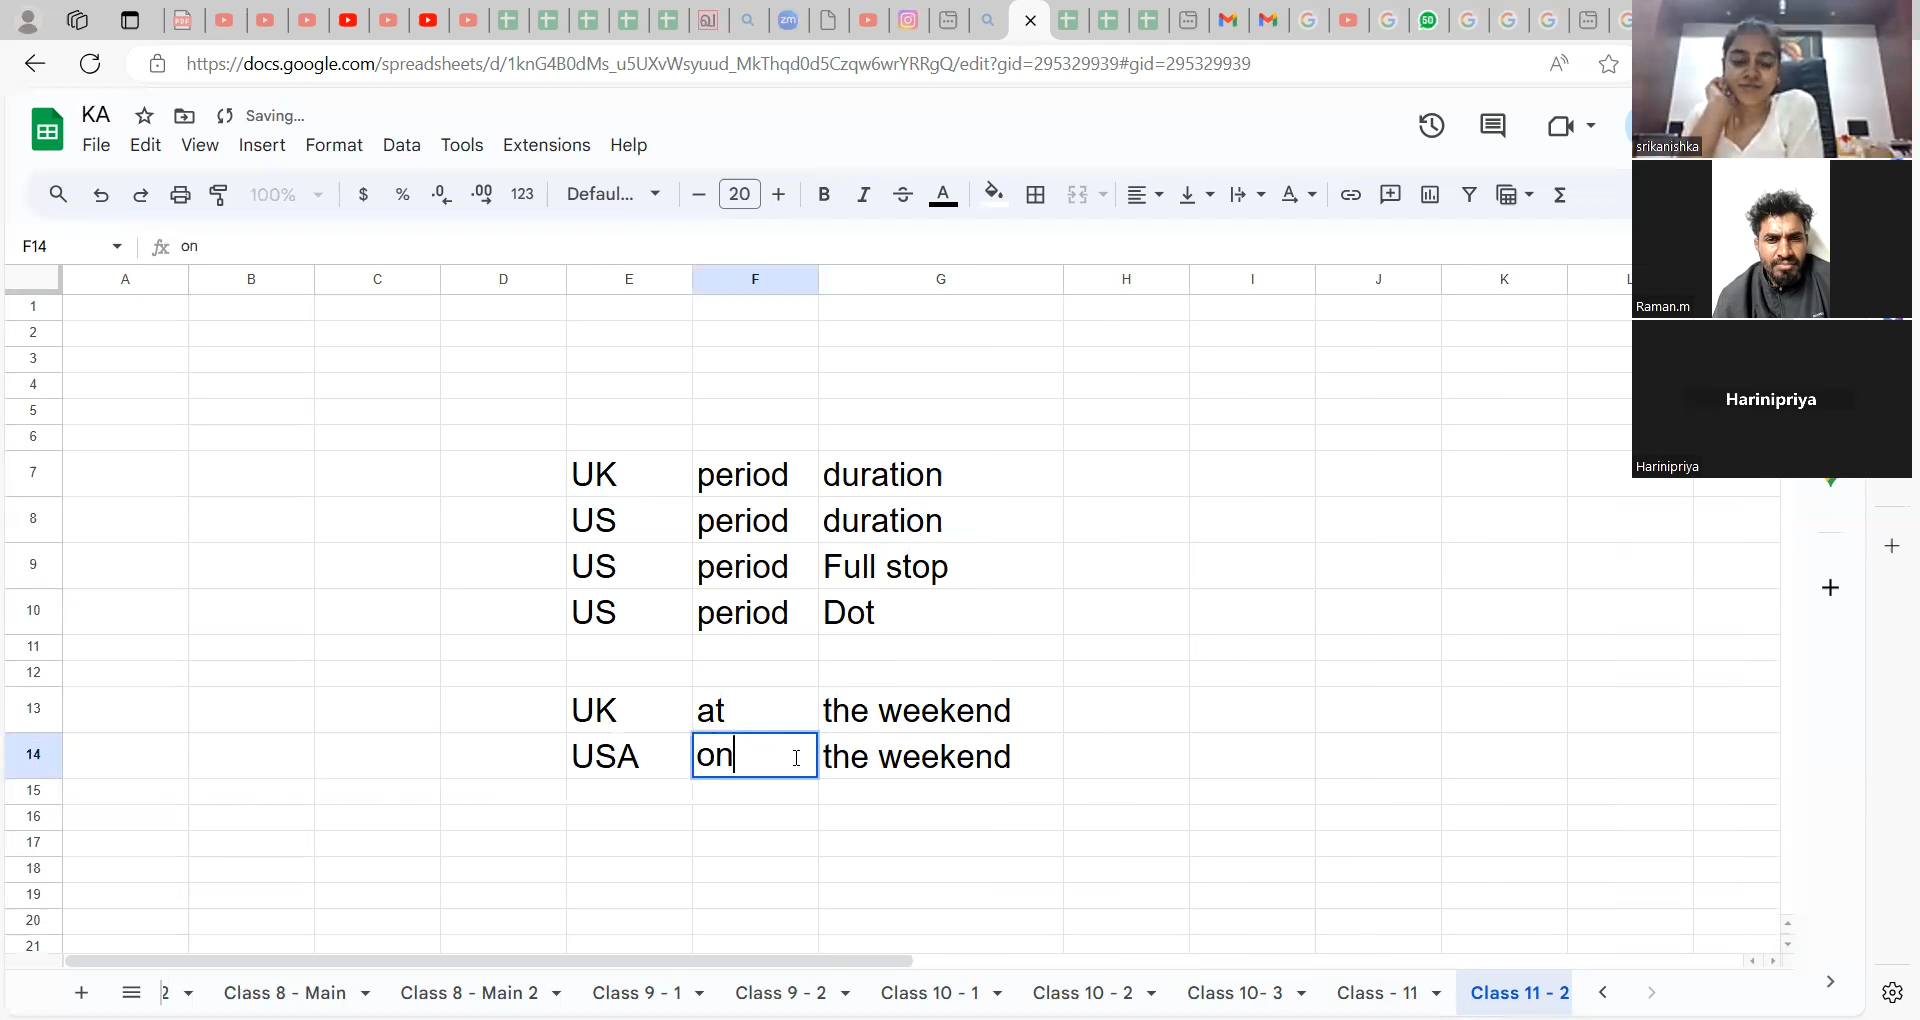 https://docs.google.com/spreadsheets/d/1knG4B0dMs_u5UXvWsyuud_MkThqd0d5Czqw6wrYRRgQ/edit?gid=295329939#gid=295329939
srikanishka
KA Saving...
File Edit View Insert Format Data Tools Extensions Help
100% $ % .0 .00 123 Defaul... 20 B I S A
Raman.m
F14 fx on
A B C D E F G H I J K L
1
2
3
4
5
6
Harinipriya
Harinipriya
7 UK period duration
8 US period duration
9 US period Full stop
10 US period Dot
11
12
13 UK at the weekend
14 USA on the weekend
15
16
17
18
19
20
21
2 Class 8 - Main Class 8 - Main 2 Class 9 - 1 Class 9 - 2 Class 10 - 1 Class 10 - 2 Class 10- 3 Class - 11 Class 11 - 2